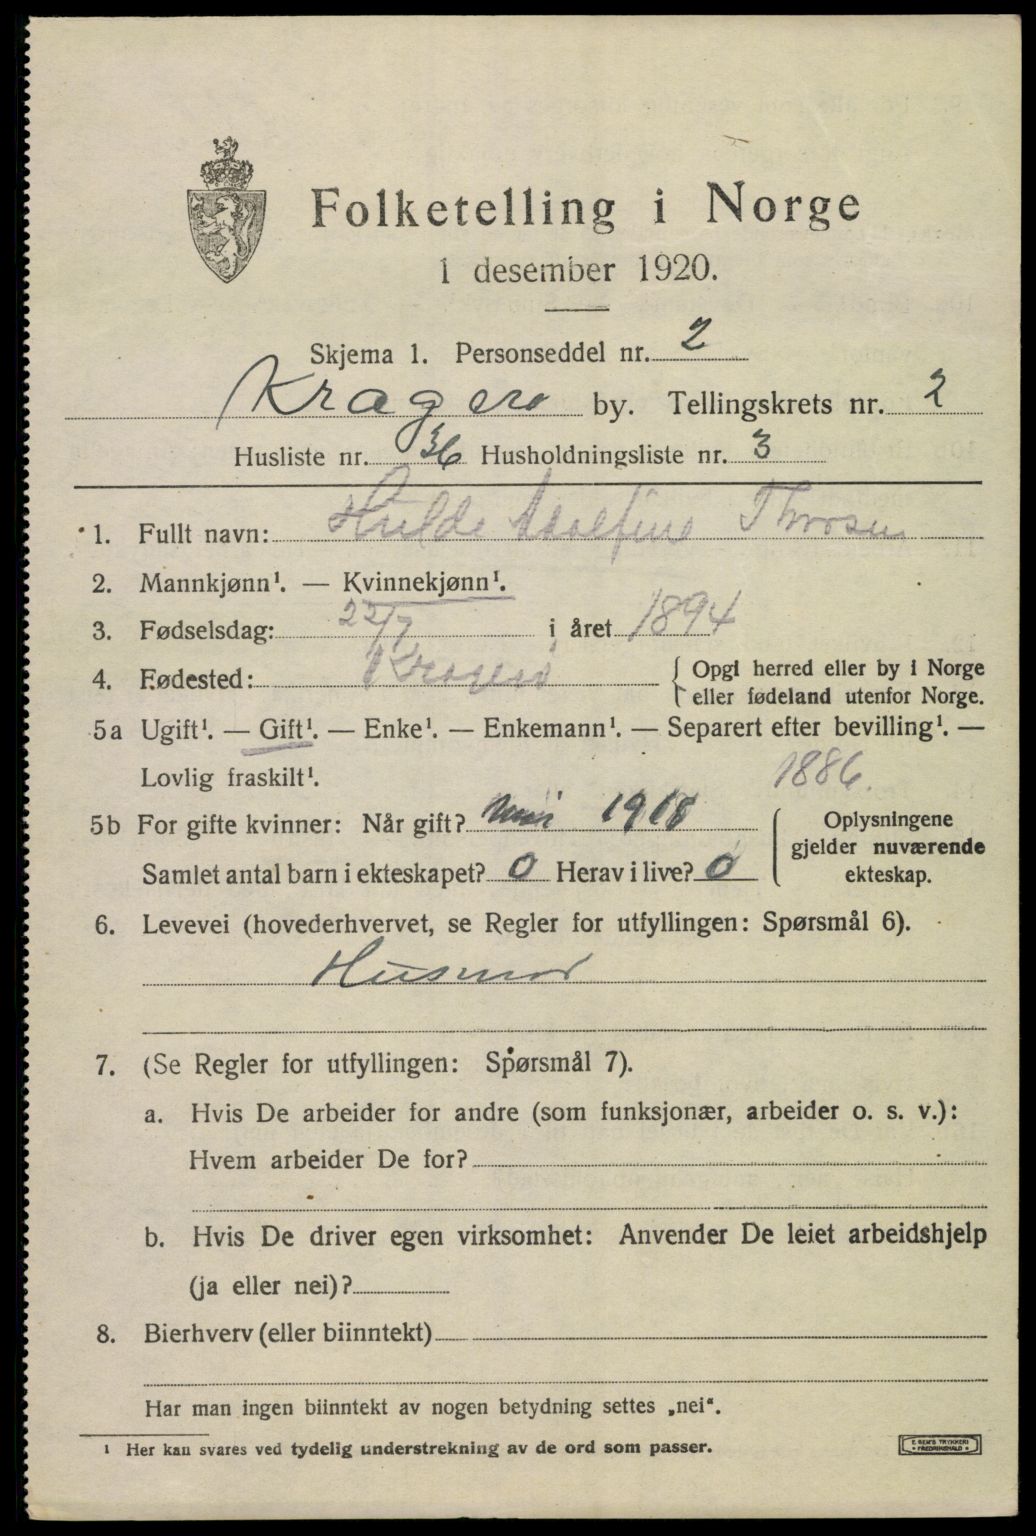 Folketelling i Norge
1 desember 1920.
Skjema 1. Personseddel nr. 2
Kragerø by. Tellingskrets nr. 2
Husliste nr. 36 Husholdningsliste nr. 3
1. Fullt navn: Hulda Adolfine Thorsen
2. Mannkjønn¹. — Kvinnekjønn¹.
3. Fødselsdag: 22/7 i året 1894
4. Fødested: Kragerø { Opgi herred eller by i Norge
eller fødeland utenfor Norge.
5a Ugift¹. — Gift¹. — Enke¹. — Enkemann¹. — Separert efter bevilling¹. —
Lovlig fraskilt¹. 1886.
5b For gifte kvinner: Når gift? mai 1918
Samlet antal barn i ekteskapet? 0 Herav i live? 0
{ Oplysningene
gjelder nuværende
ekteskap.
6. Levevei (hovederhvervet, se Regler for utfyllingen: Spørsmål 6).
Husmor
7. (Se Regler for utfyllingen: Spørsmål 7).
a. Hvis De arbeider for andre (som funksjonær, arbeider o. s. v.):
Hvem arbeider De for?
b. Hvis De driver egen virksomhet: Anvender De leiet arbeidshjelp
(ja eller nei)?
8. Bierhverv (eller biinntekt)
Har man ingen biinntekt av nogen betydning settes „nei“.
¹ Her kan svares ved tydelig understrekning av de ord som passer.
E SEM'S TRYKKERI
• FREDRIKSHALD •